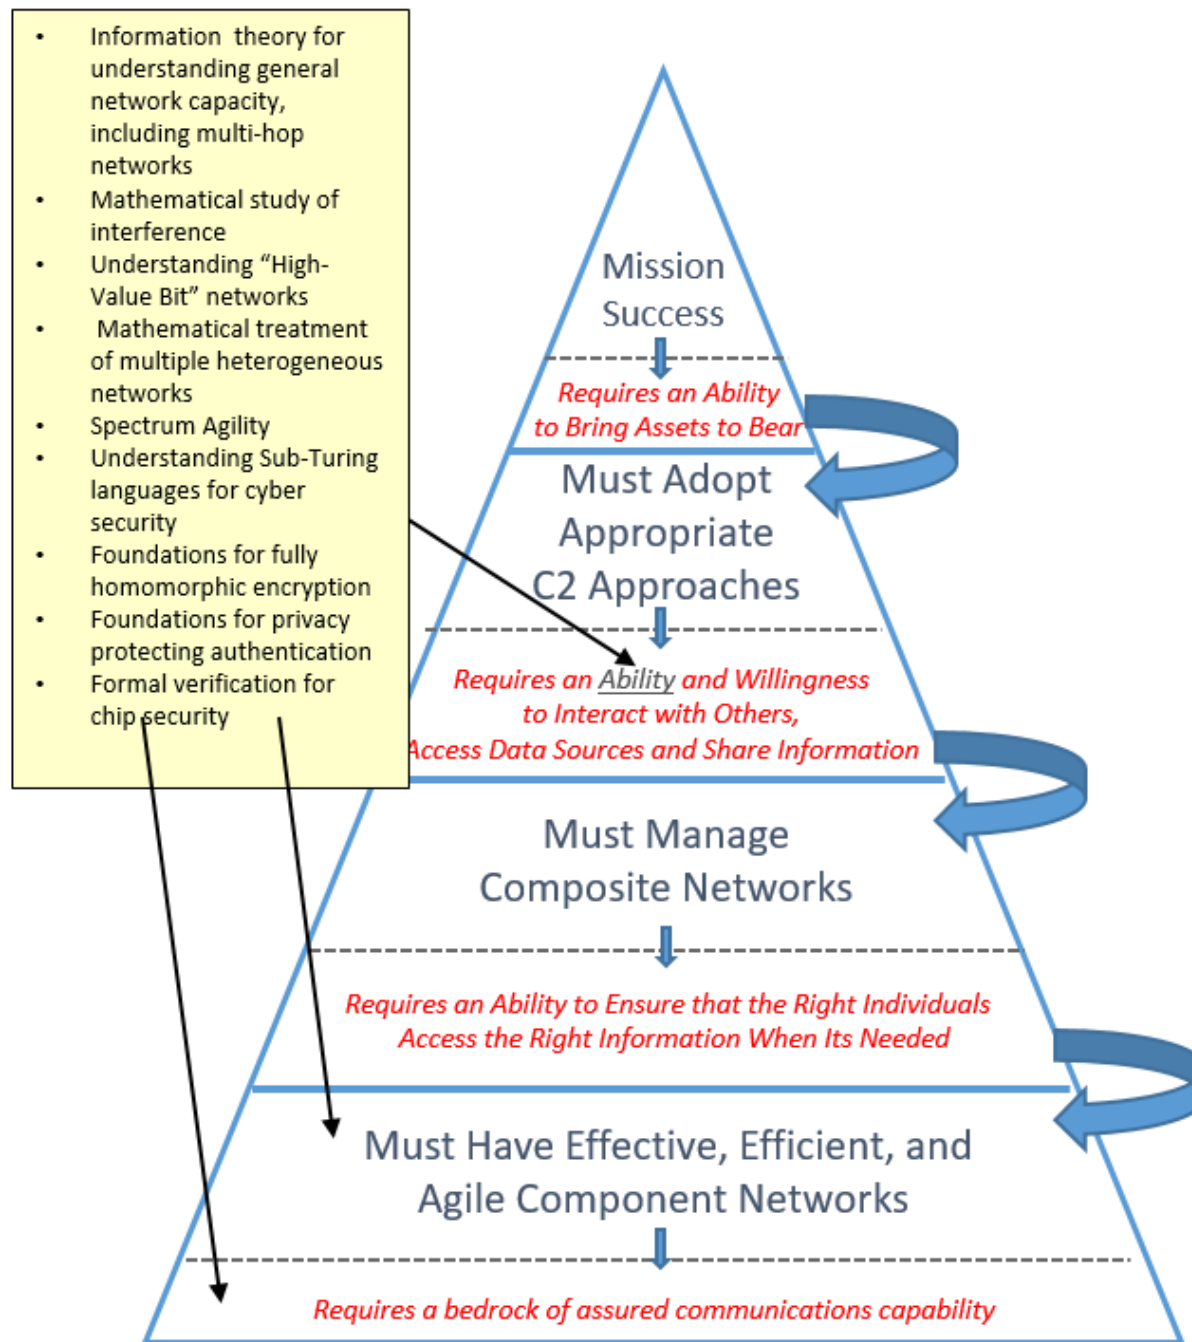 • Information theory for
understanding general
network capacity,
including multi-hop
networks
• Mathematical study of
interference
• Understanding “High-
Value Bit” networks
• Mathematical treatment
of multiple heterogeneous
networks
• Spectrum Agility
• Understanding Sub-Turing
languages for cyber
security
• Foundations for fully
homomorphic encryption
• Foundations for privacy
protecting authentication
• Formal verification for
chip security
Mission
Success
Requires an Ability
to Bring Assets to Bear
Must Adopt
Appropriate
C2 Approaches
Requires an Ability and Willingness
to Interact with Others,
Access Data Sources and Share Information
Must Manage
Composite Networks
Requires an Ability to Ensure that the Right Individuals
Access the Right Information When Its Needed
Must Have Effective, Efficient, and
Agile Component Networks
Requires a bedrock of assured communications capability